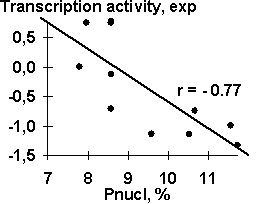 Transcription activity, exp
0,5
0,0
-0,5
-1,0
-1,5
r = -0.77
7 8 9 10 11
Pnucl, %